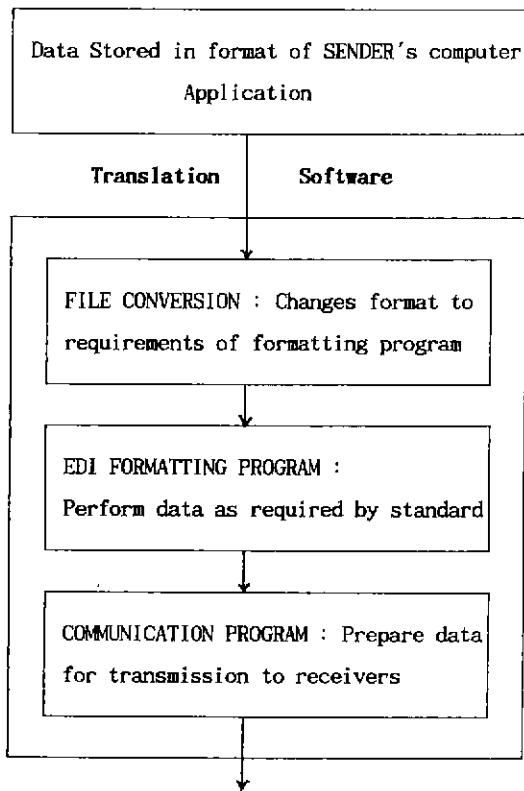 Data Stored in format of SENDER's computer
Application
Translation Software
FILE CONVERSION : Changes format to
requirements of formatting program
EDI FORMATTING PROGRAM :
Perform data as required by standard
COMMUNICATION PROGRAM : Prepare data
for transmission to receivers